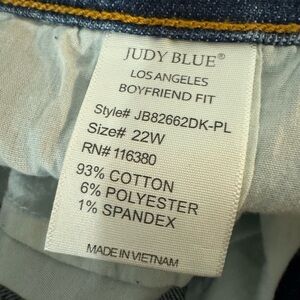 JUDY BLUE®
LOS ANGELES
BOYFRIEND FIT
Style# JB82662DK-PL
Size# 22W
RN# 116380
93% COTTON
6% POLYESTER
1% SPANDEX
MADE IN VIETNAM